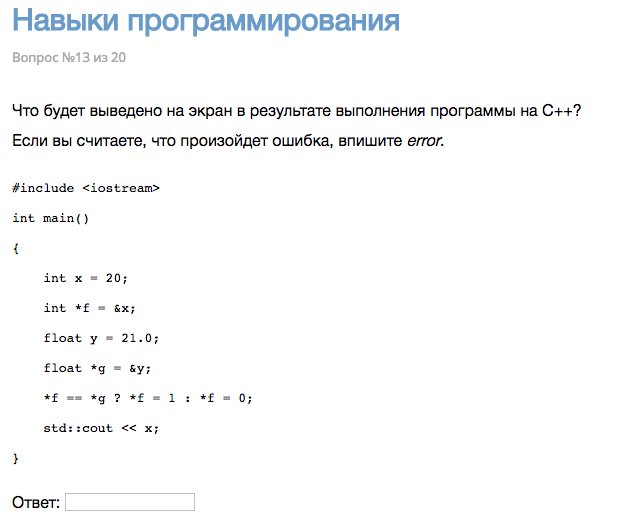 Навыки программирования
Вопрос №13 из 20
Что будет выведено на экран в результате выполнения программы на C++?
Если вы считаете, что произойдет ошибка, впишите error.
#include <iostream>
int main()
{
int x = 20;
int *f = &x;
float y = 21.0;
float *g = &y;
*f == *g ? *f = 1 : *f = 0;
std::cout << x;
}
Ответ: